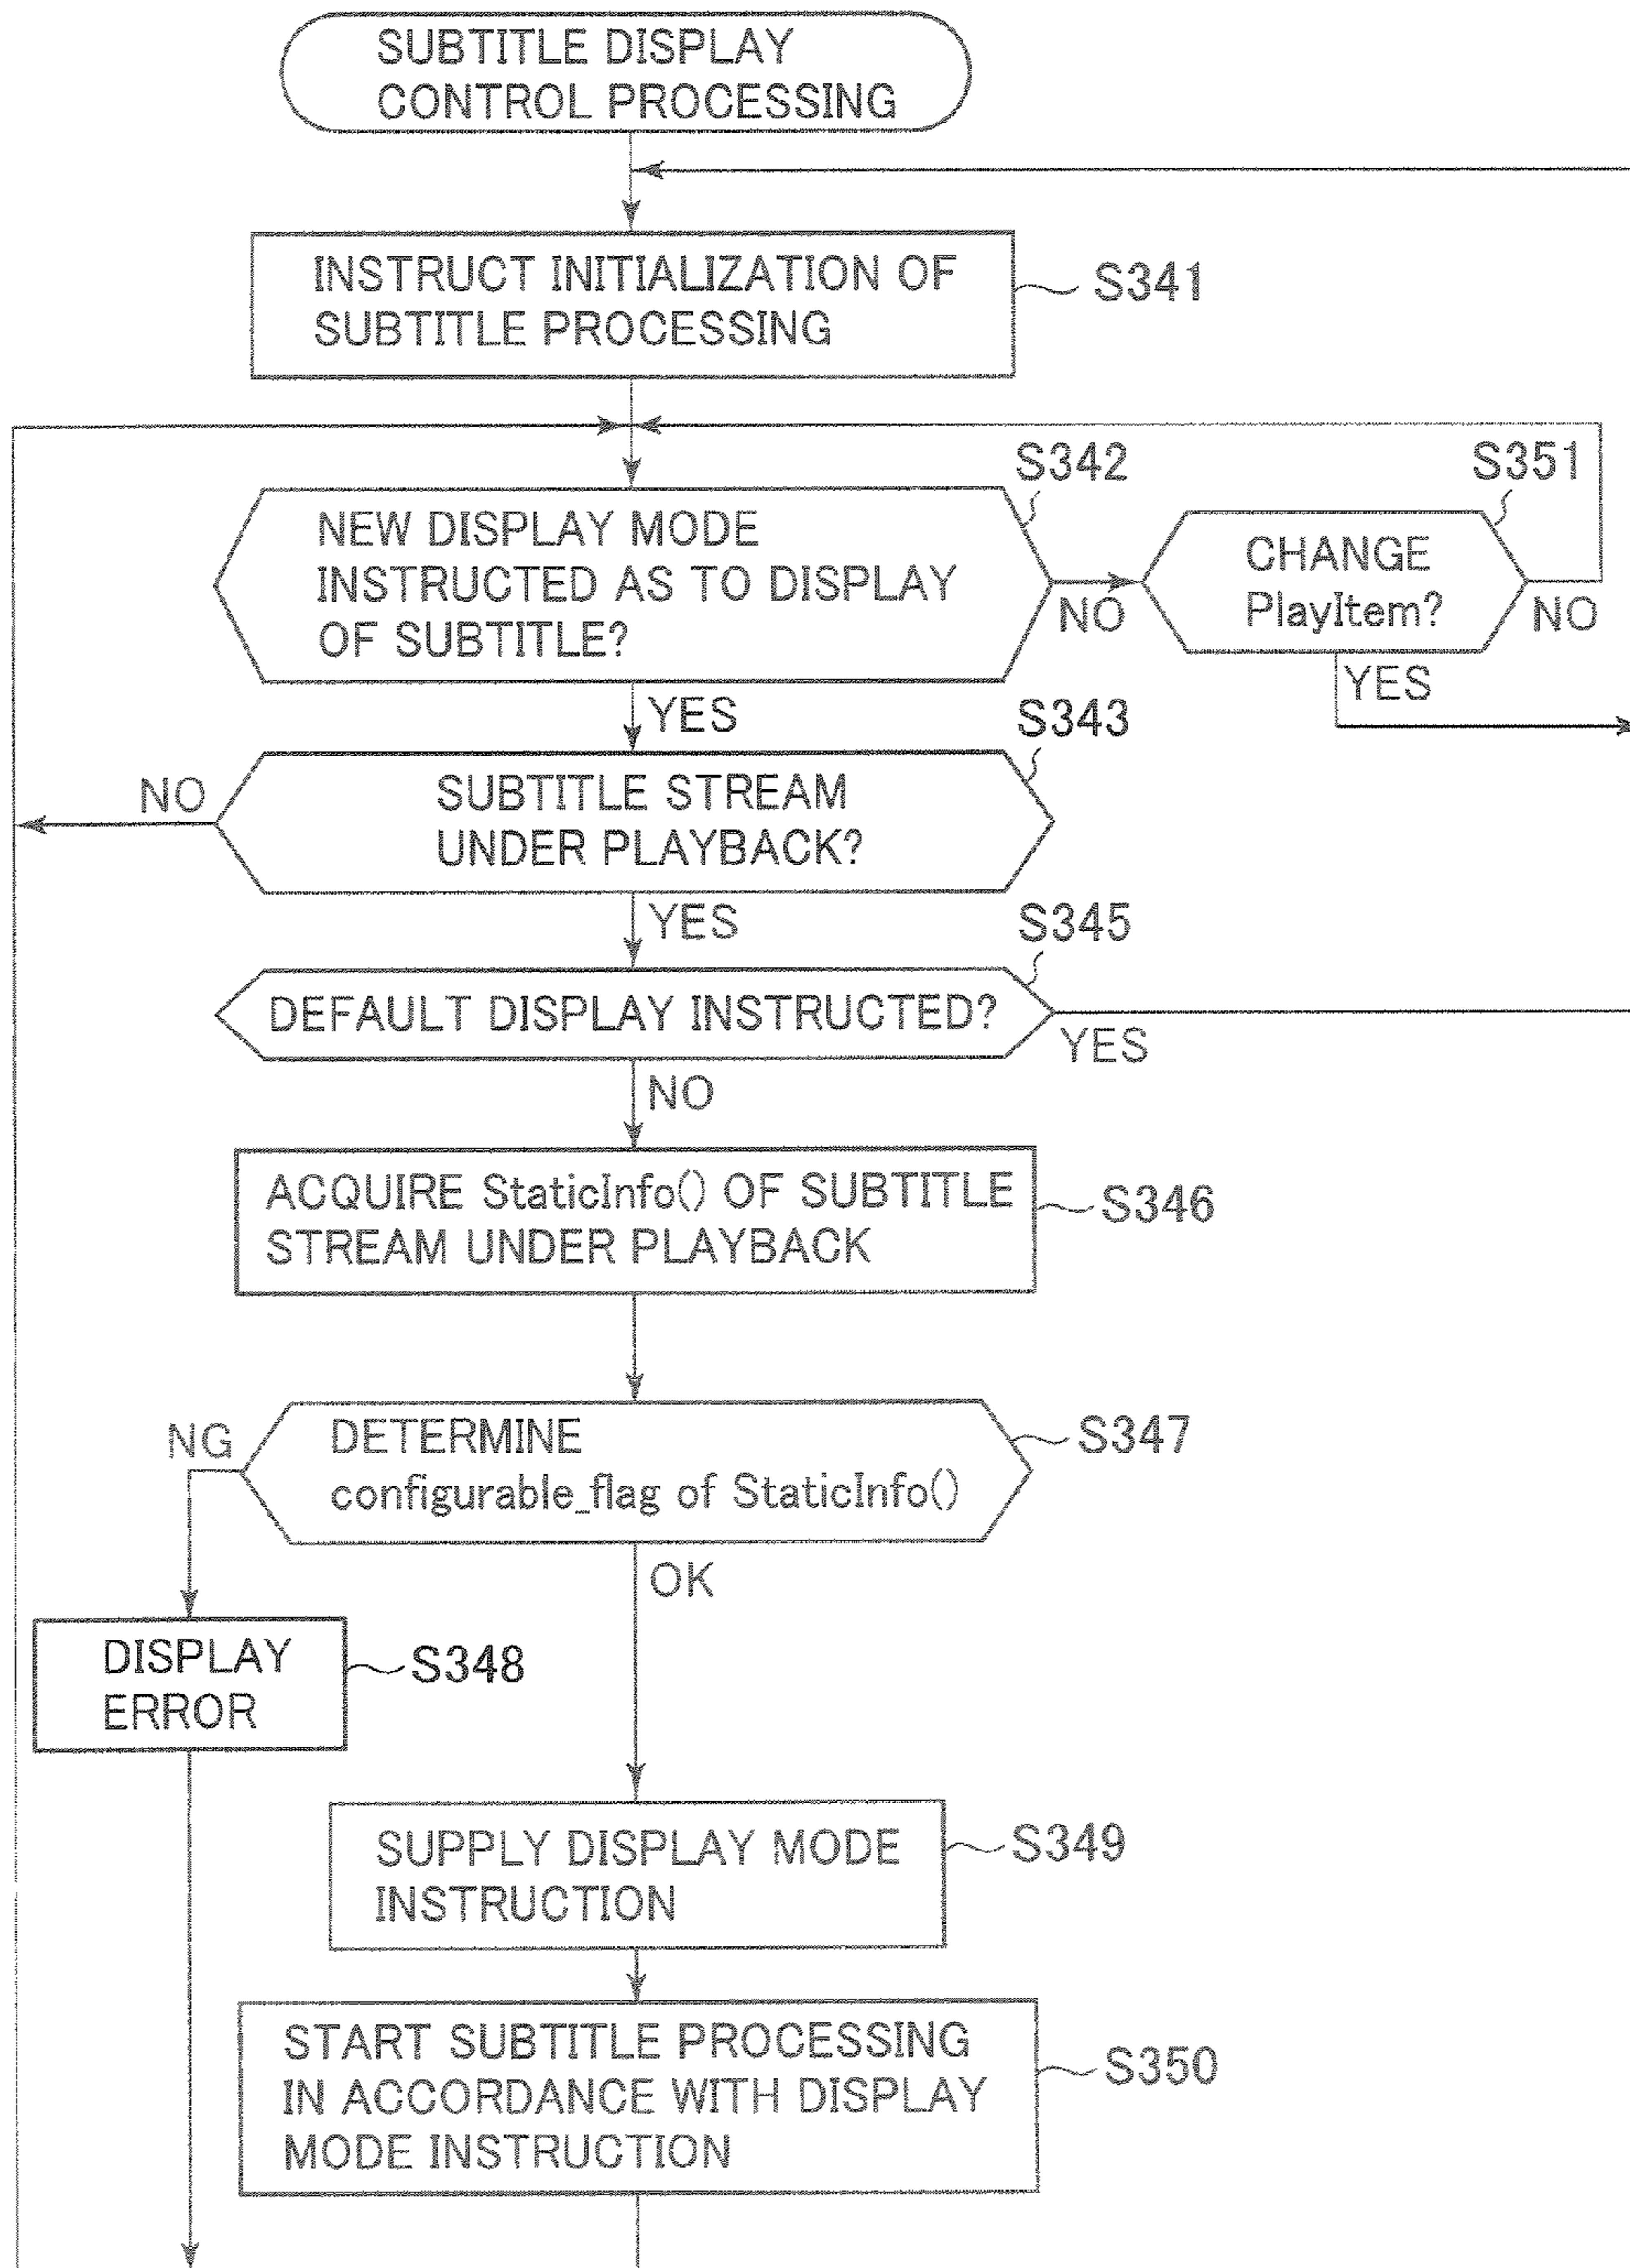 SUBTITLE DISPLAY
CONTROL PROCESSING
INSTRUCT INITIALIZATION OF
SUBTITLE PROCESSING
S341
S342
NEW DISPLAY MODE
INSTRUCTED AS TO DISPLAY
OF SUBTITLE?
NO
S351
CHANGE
PlayItem?
NO
YES
YES
S343
SUBTITLE STREAM
UNDER PLAYBACK?
NO
YES
S345
DEFAULT DISPLAY INSTRUCTED?
YES
NO
ACQUIRE StaticInfo() OF SUBTITLE
STREAM UNDER PLAYBACK
S346
DETERMINE
configurable_flag of StaticInfo()
S347
NG
OK
DISPLAY
ERROR
S348
SUPPLY DISPLAY MODE
INSTRUCTION
S349
START SUBTITLE PROCESSING
IN ACCORDANCE WITH DISPLAY
MODE INSTRUCTION
S350